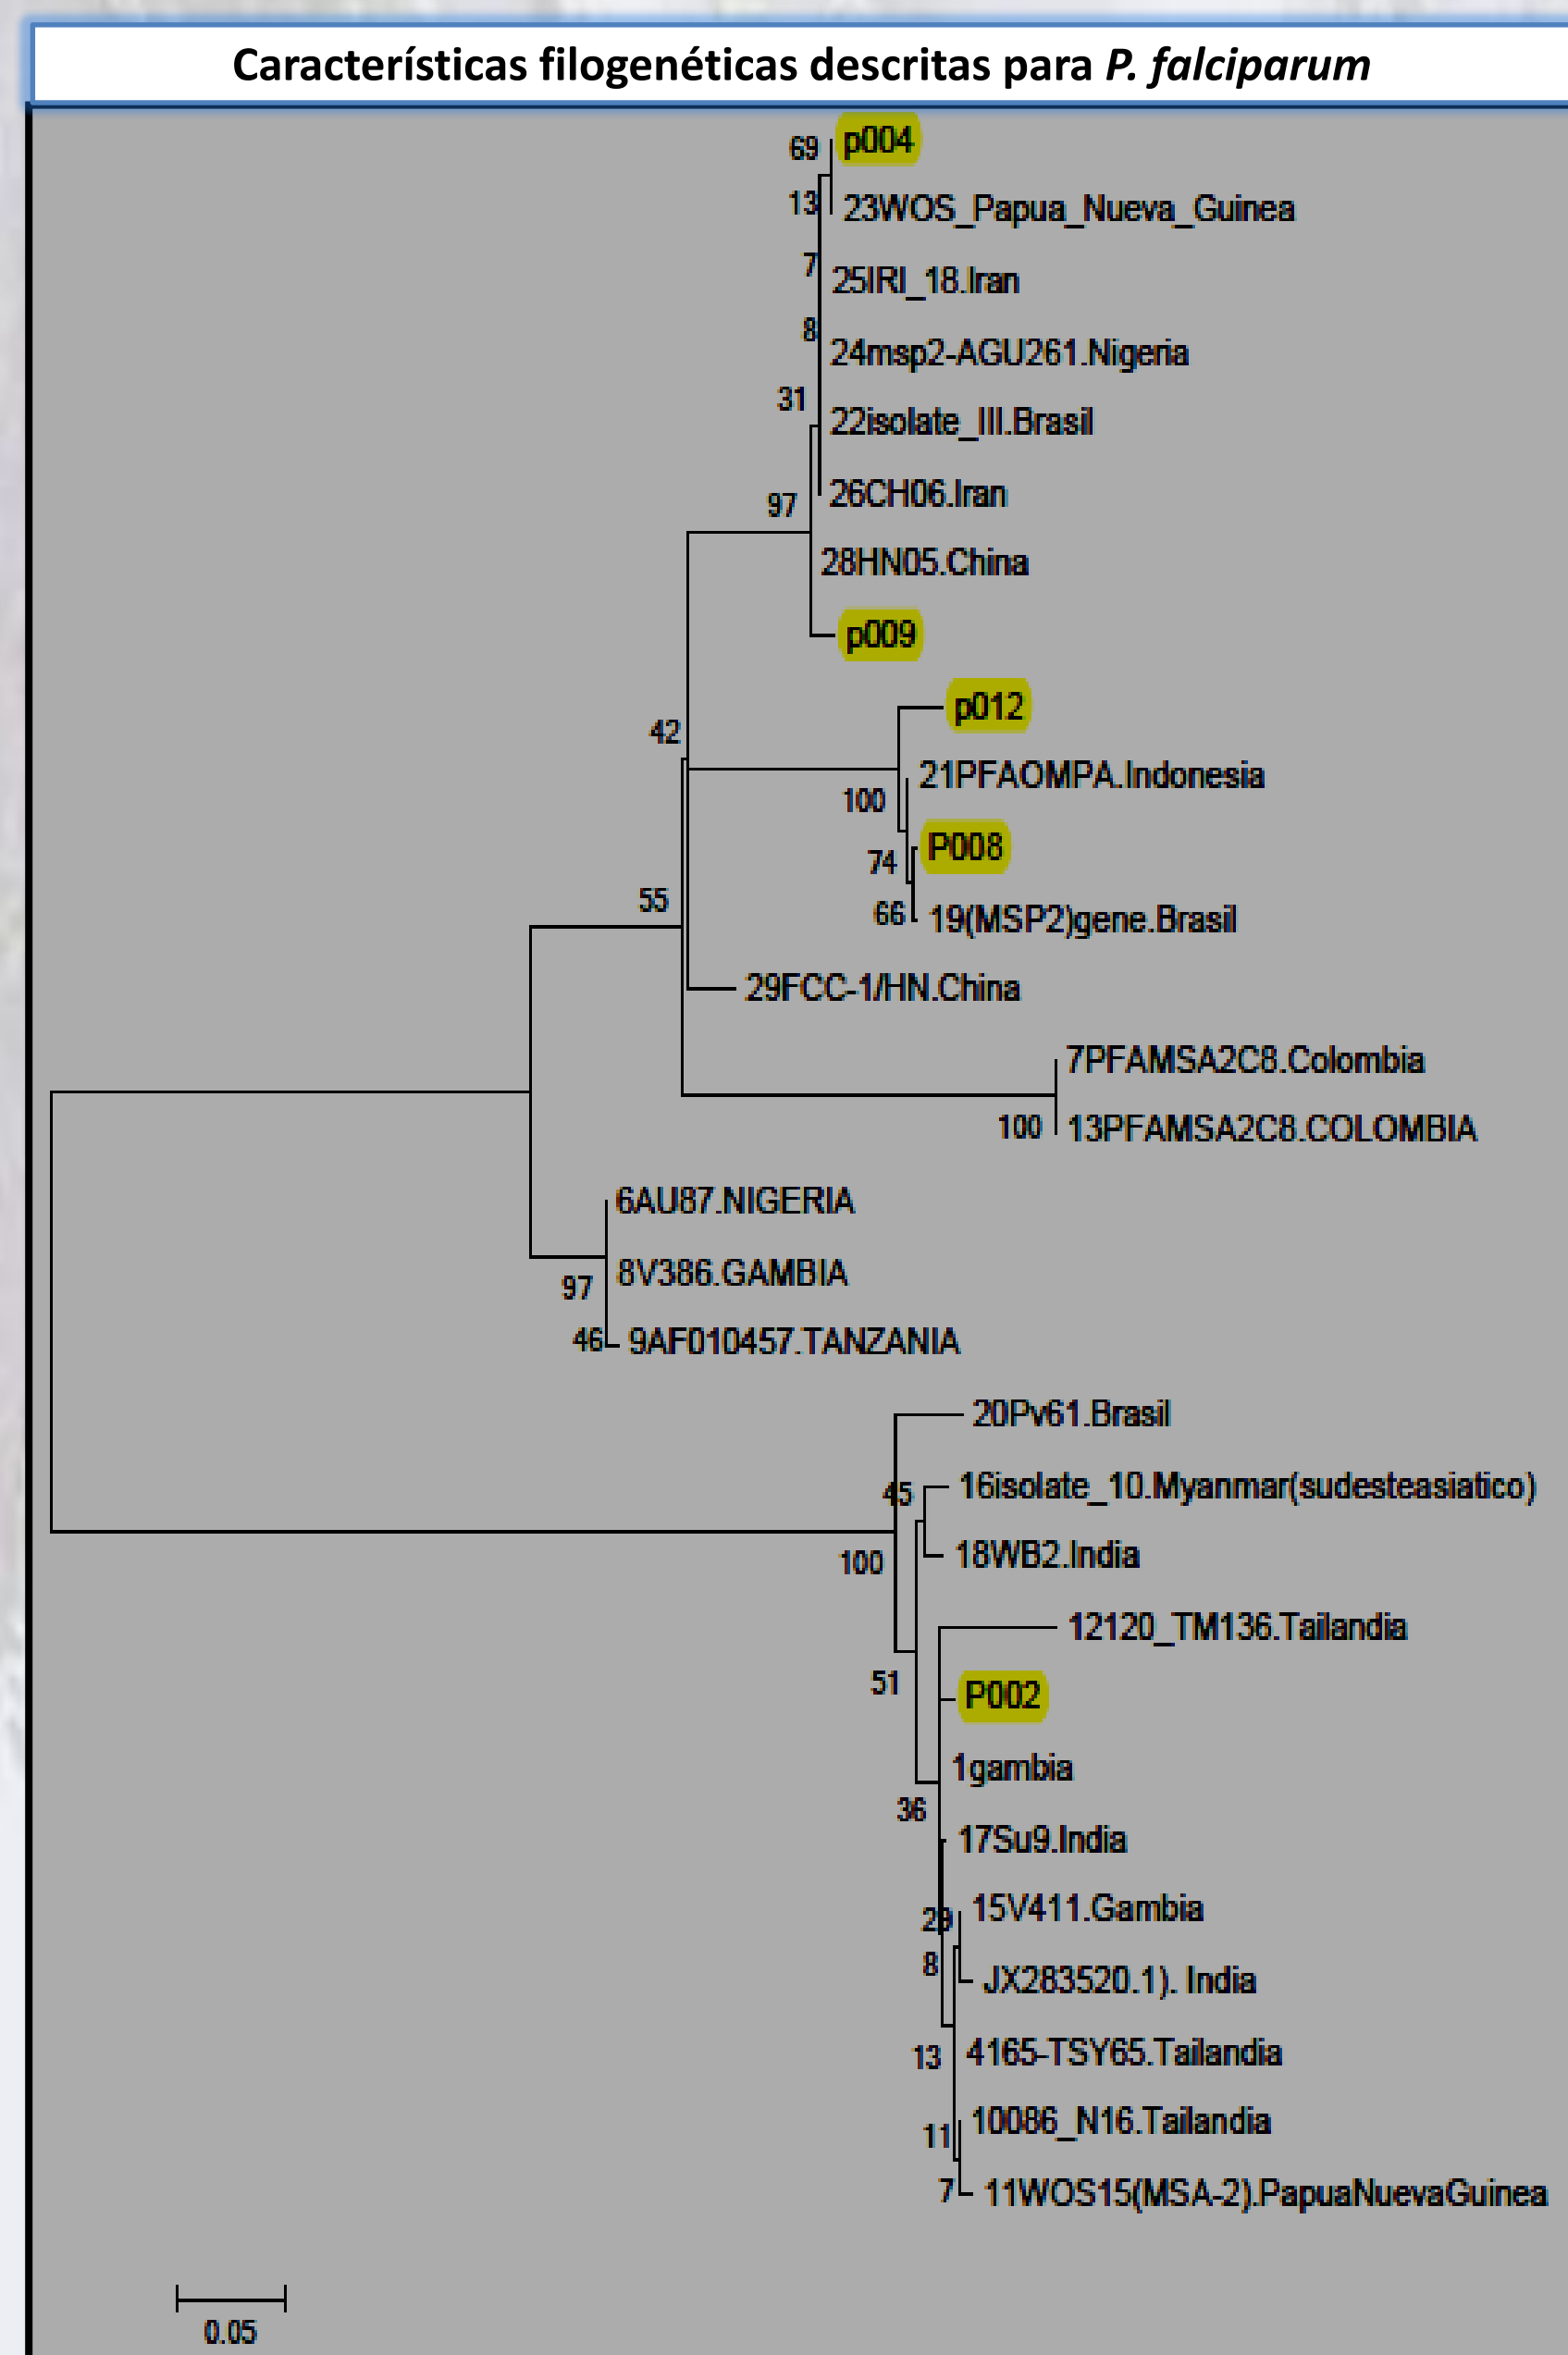 Características filogenéticas descritas para P. falciparum
69
p004
13
23WOS_Papua_Nueva_Guinea
7
25IRI_18.Iran
8
24msp2-AGU261.Nigeria
31
22isolate_III.Brasil
26CH06.Iran
97
28HN05.China
p009
p012
42
21PFAOMPA.Indonesia
100
P008
74
66
19(MSP2)gene.Brasil
55
29FCC-1/HN.China
7PFAMSA2C8.Colombia
100
13PFAMSA2C8.COLOMBIA
6AU87.NIGERIA
8V386.GAMBIA
97
46
9AF010457.TANZANIA
20Pv61.Brasil
45
16isolate_10.Myanmar(sudesteasiatico)
18WB2.India
100
12120_TM136.Tailandia
51
P002
1gambia
36
17Su9.India
15V411.Gambia
29
8
JX283520.1). India
13
4165-TSY65.Tailandia
10086_N16.Tailandia
11
7
11WOS15(MSA-2).PapuaNuevaGuinea
0.05